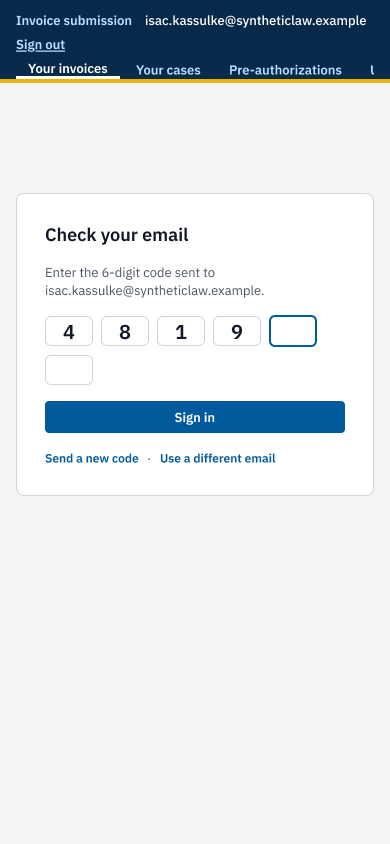 Invoice submission isac.kassulke@syntheticlaw.example
Sign out
Your invoices Your cases Pre-authorizations
Check your email
Enter the 6-digit code sent to
isac.kassulke@syntheticlaw.example.
4 8 1 9
Sign in
Send a new code · Use a different email